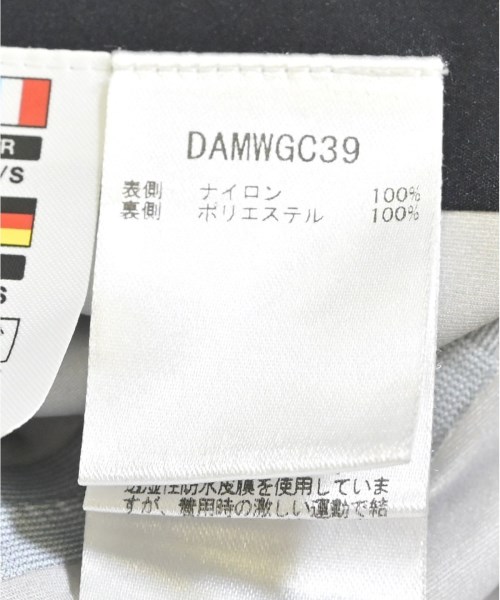 DAMWGC39
表側 ナイロン 100%
裏側 ポリエステル 100%
R
/S
S
透湿性防水皮膜を使用していま
すが、着用時の激しい運動で結